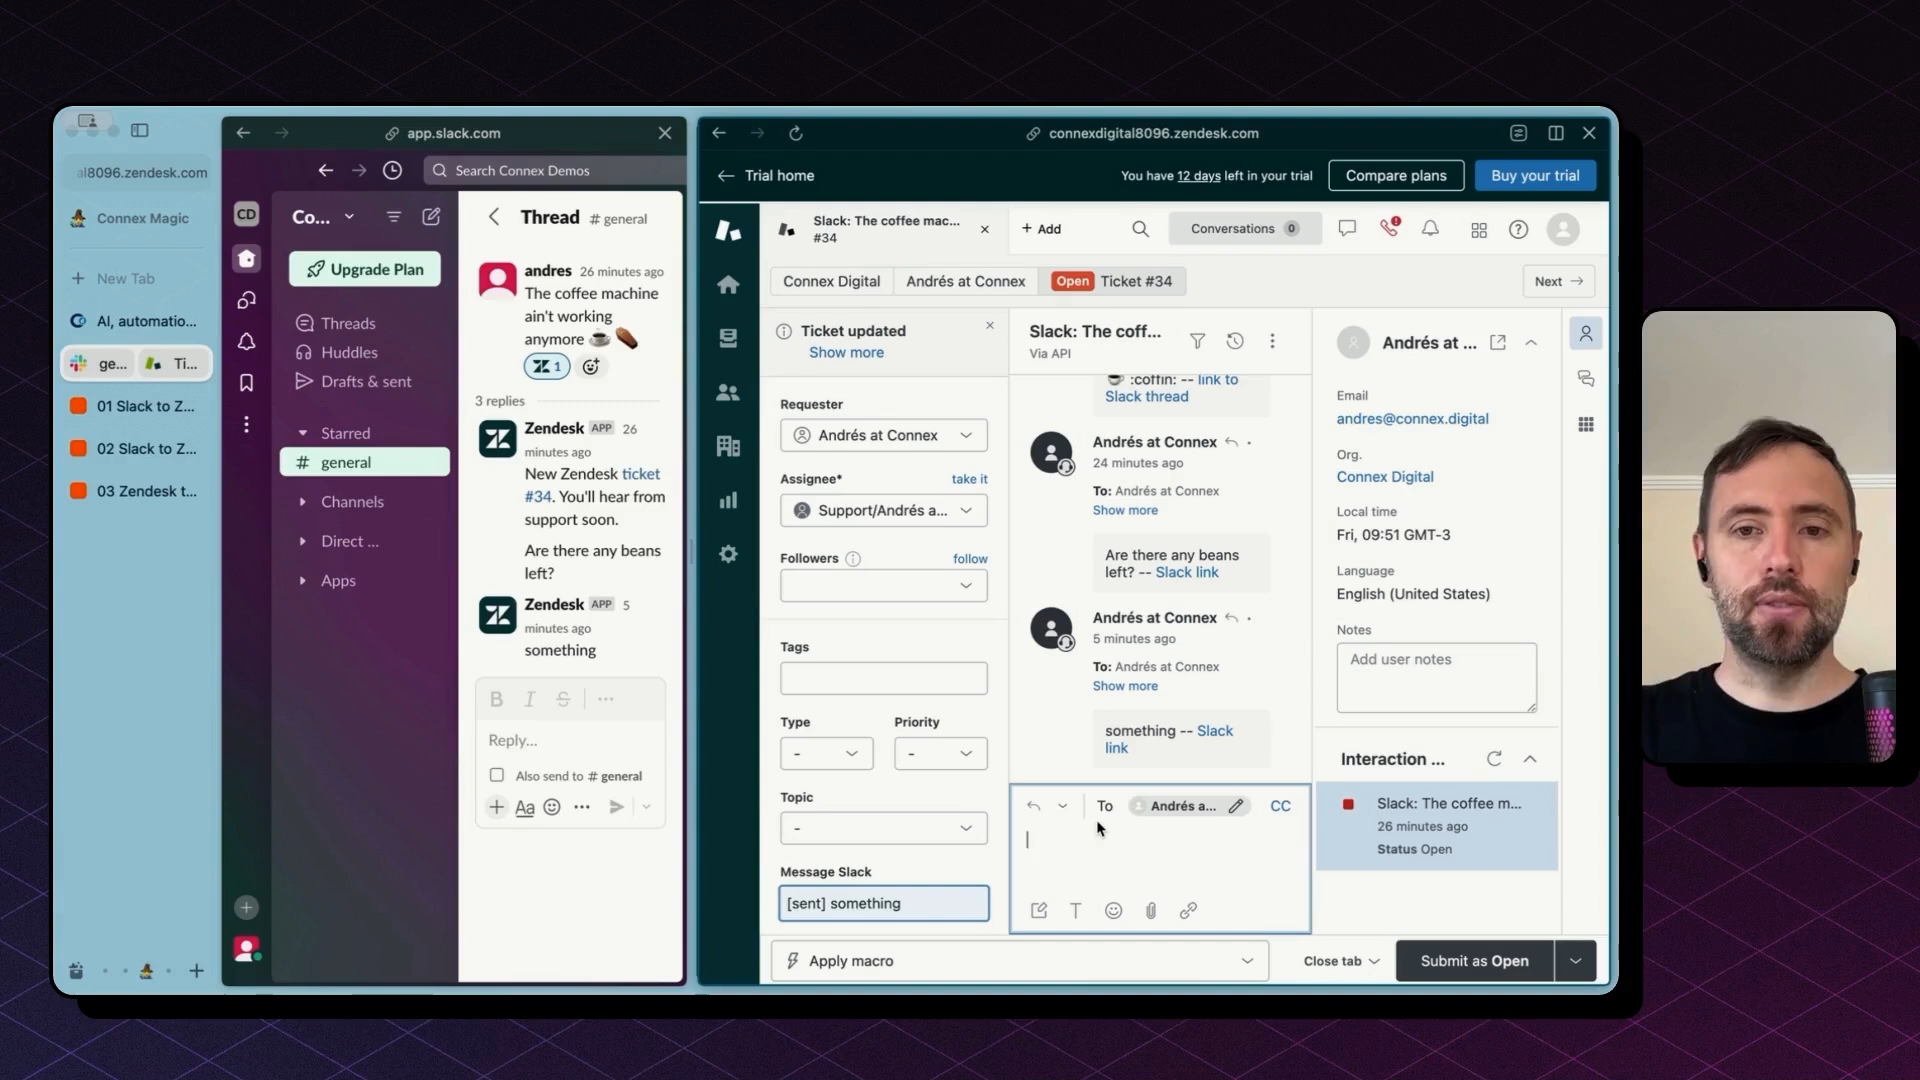 al8096.zendesk.com
Connex Magic
New Tab
AI, automatio...
ge...
Ti...
01 Slack to Z...
02 Slack to Z...
03 Zendesk t...
app.slack.com
Search Connex Demos
CD
Co...
Upgrade Plan
Threads
Huddles
Drafts & sent
Starred
# general
Channels
Direct ...
Apps
Thread # general
andres 26 minutes ago
The coffee machine
ain't working
anymore
1
3 replies
Zendesk APP 26
minutes ago
New Zendesk ticket
#34. You'll hear from
support soon.
Are there any beans
left?
Zendesk APP 5
minutes ago
something
B I S ...
Reply...
Also send to # general
Aa
connexdigital8096.zendesk.com
Trial home
You have 12 days left in your trial
Compare plans
Buy your trial
Slack: The coffee mac...
#34
+ Add
Conversations 0
Connex Digital
Andrés at Connex
Open Ticket #34
Next
Ticket updated
Show more
Requester
Andrés at Connex
Assignee*
take it
Support/Andrés a...
Followers
follow
Tags
Type
Priority
-
-
Topic
-
Message Slack
[sent] something
Slack: The coff...
Via API
:coffin: -- link to
Slack thread
Andrés at Connex
24 minutes ago
To: Andrés at Connex
Show more
Are there any beans
left? -- Slack link
Andrés at Connex
5 minutes ago
To: Andrés at Connex
Show more
something -- Slack
link
To
Andrés a...
CC
T
Apply macro
Close tab
Submit as Open
Andrés at ...
Email
andres@connex.digital
Org.
Connex Digital
Local time
Fri, 09:51 GMT-3
Language
English (United States)
Notes
Add user notes
Interaction ...
Slack: The coffee m...
26 minutes ago
Status Open